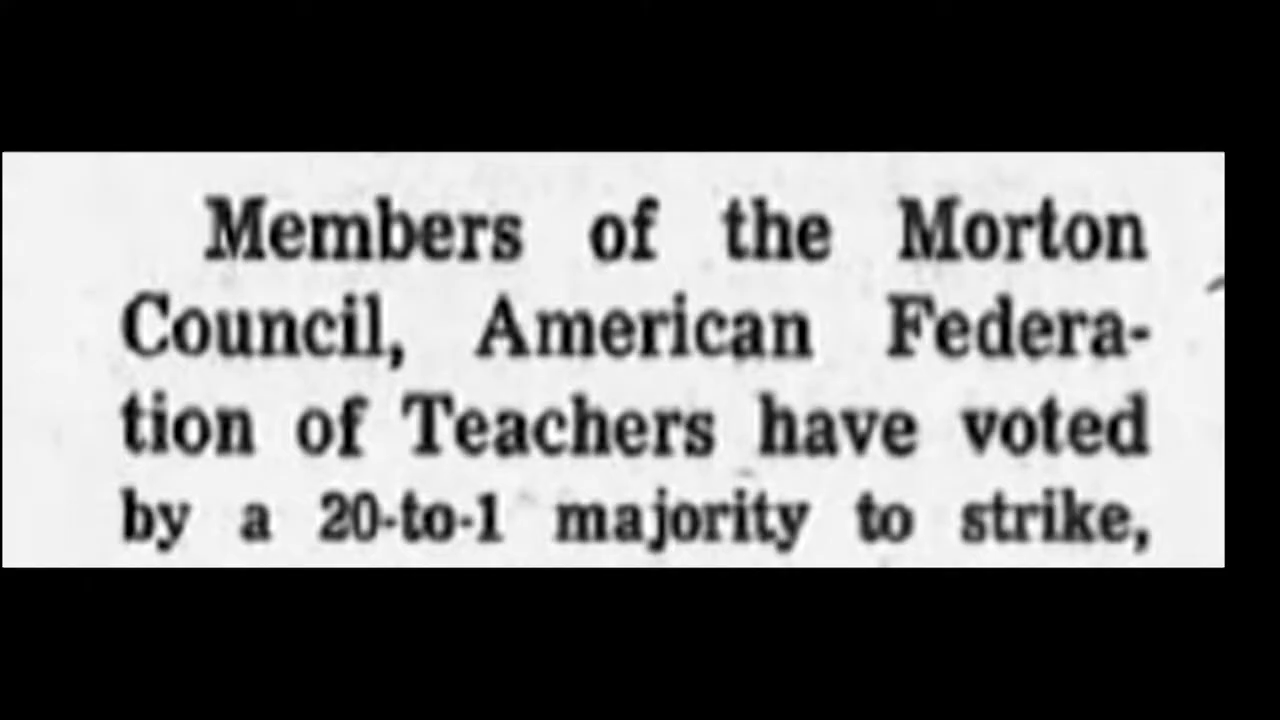 Members of the Morton
Council, American Federa-
tion of Teachers have voted
by a 20-to-1 majority to strike,